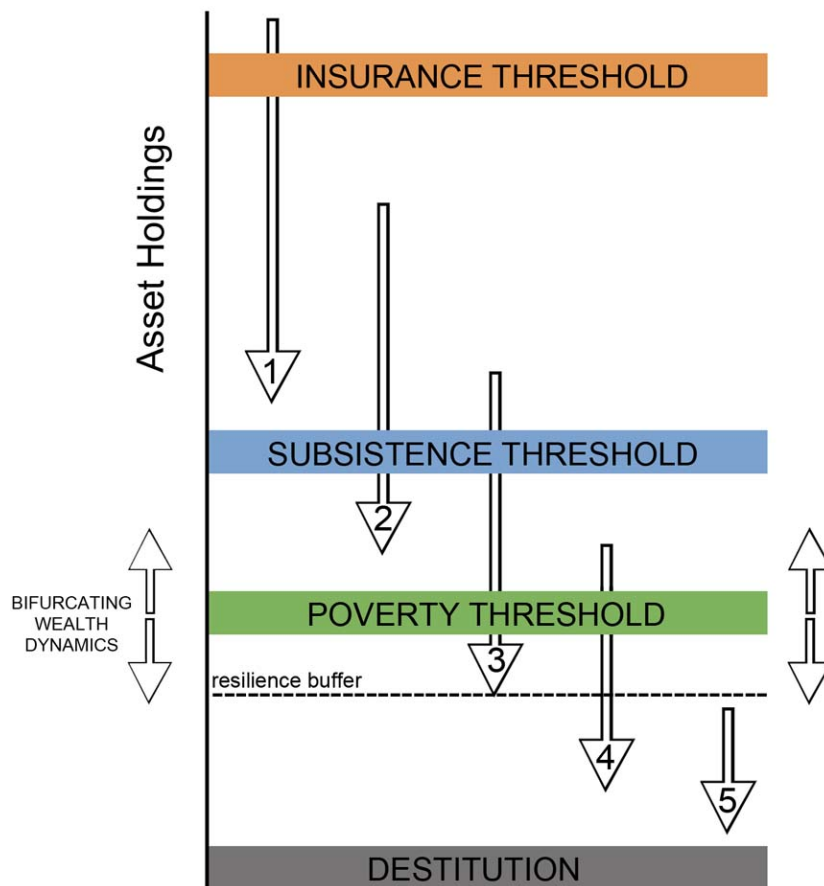 INSURANCE THRESHOLD
Asset Holdings
1
SUBSISTENCE THRESHOLD
2
BIFURCATING
WEALTH
DYNAMICS
POVERTY THRESHOLD
3
resilience buffer
4
5
DESTITUTION